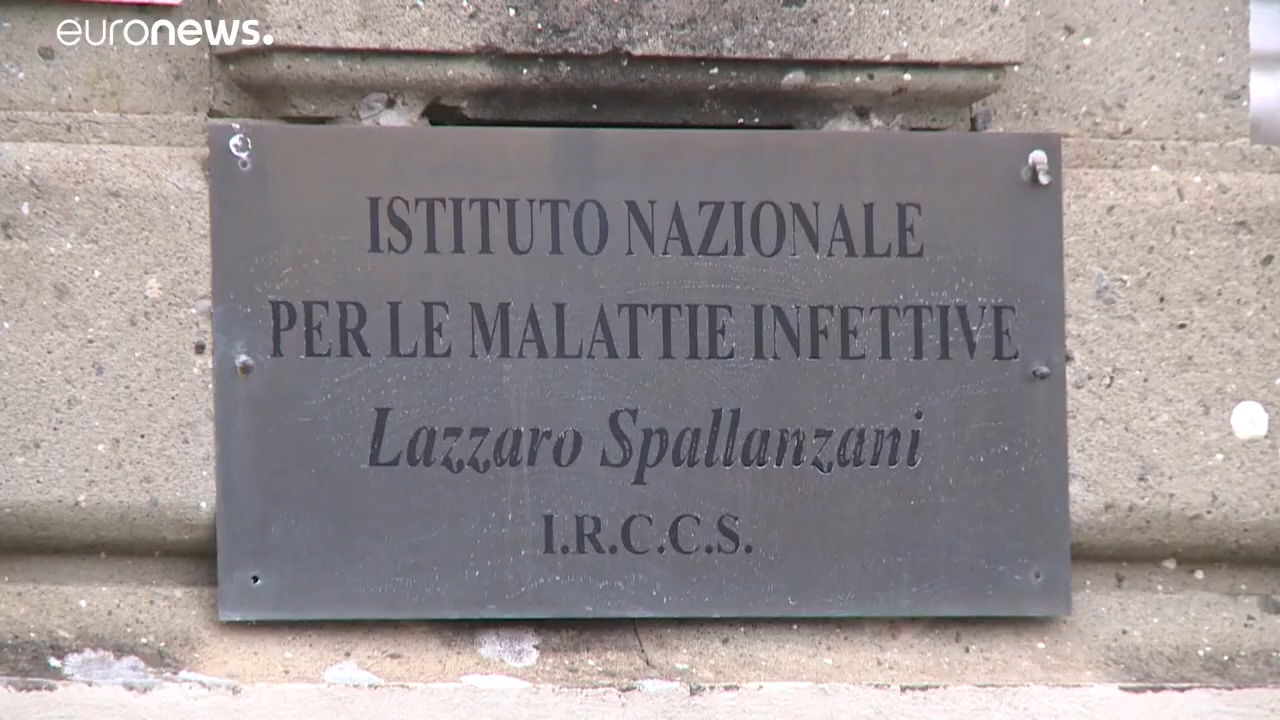 euronews.
ISTITUTO NAZIONALE
PER LE MALATTIE INFETTIVE
Lazzaro Spallanzani
I.R.C.C.S.